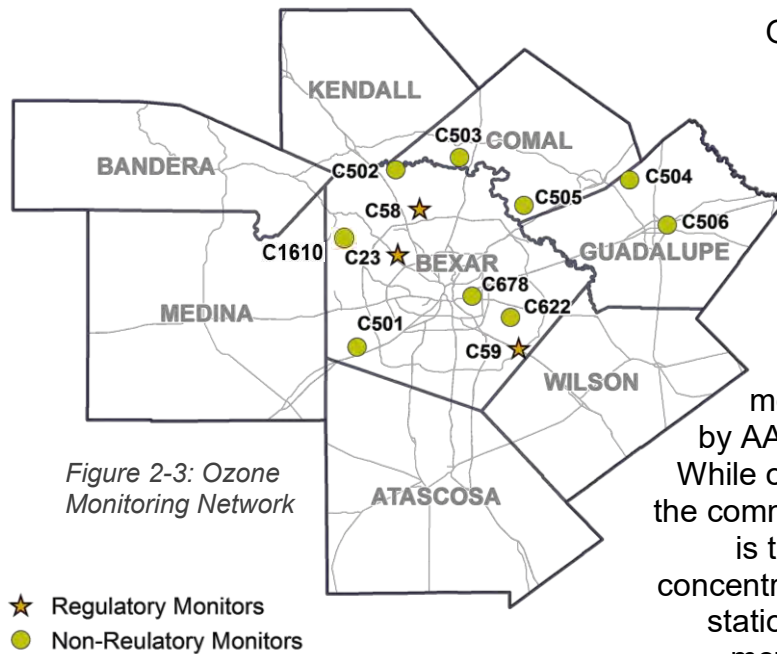 C
KENDALL
C503
COMAL
BANDERA
C502
C504
C505
C58
C506
C1610
C23
BEXAR
GUADALUPE
C678
MEDINA
C622
C501
C59
WILSON
by AA
While o
Figure 2-3: Ozone
Monitoring Network
ATASCOSA
the comm
is t
concentr
static
Regulatory Monitors
Non-Reulatory Monitors